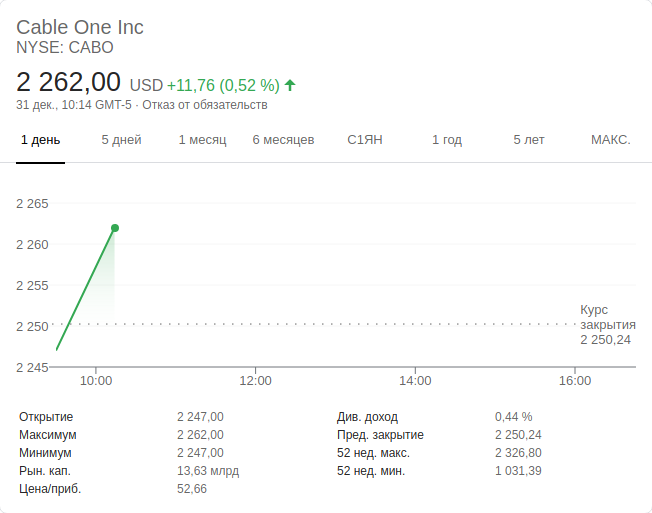 Cable One Inc
NYSE: CABO
2 262,00 USD +11,76 (0,52 %)
31 дек., 10:14 GMT-5 · Отказ от обязательств
1 день 5 дней 1 месяц 6 месяцев С1ЯН 1 год 5 лет МАКС.
2 265
2 260
2 255
2 250
2 245
Курс
закрытия
2 250,24
10:00 12:00 14:00 16:00
Открытие 2 247,00 Див. доход 0,44 %
Максимум 2 262,00 Пред. закрытие 2 250,24
Минимум 2 247,00 52 нед. макс. 2 326,80
Рын. кап. 13,63 млрд 52 нед. мин. 1 031,39
Цена/приб. 52,66